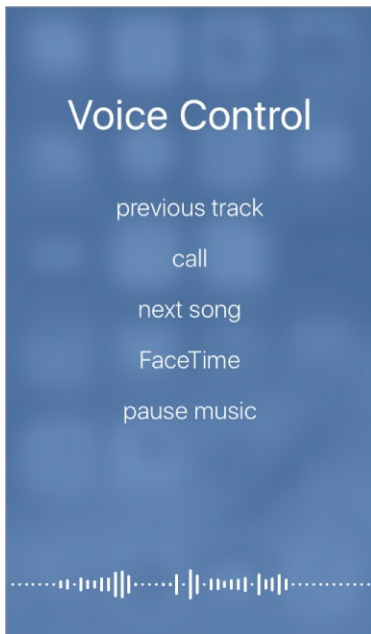 Voice Control
previous track
call
next song
FaceTime
pause music